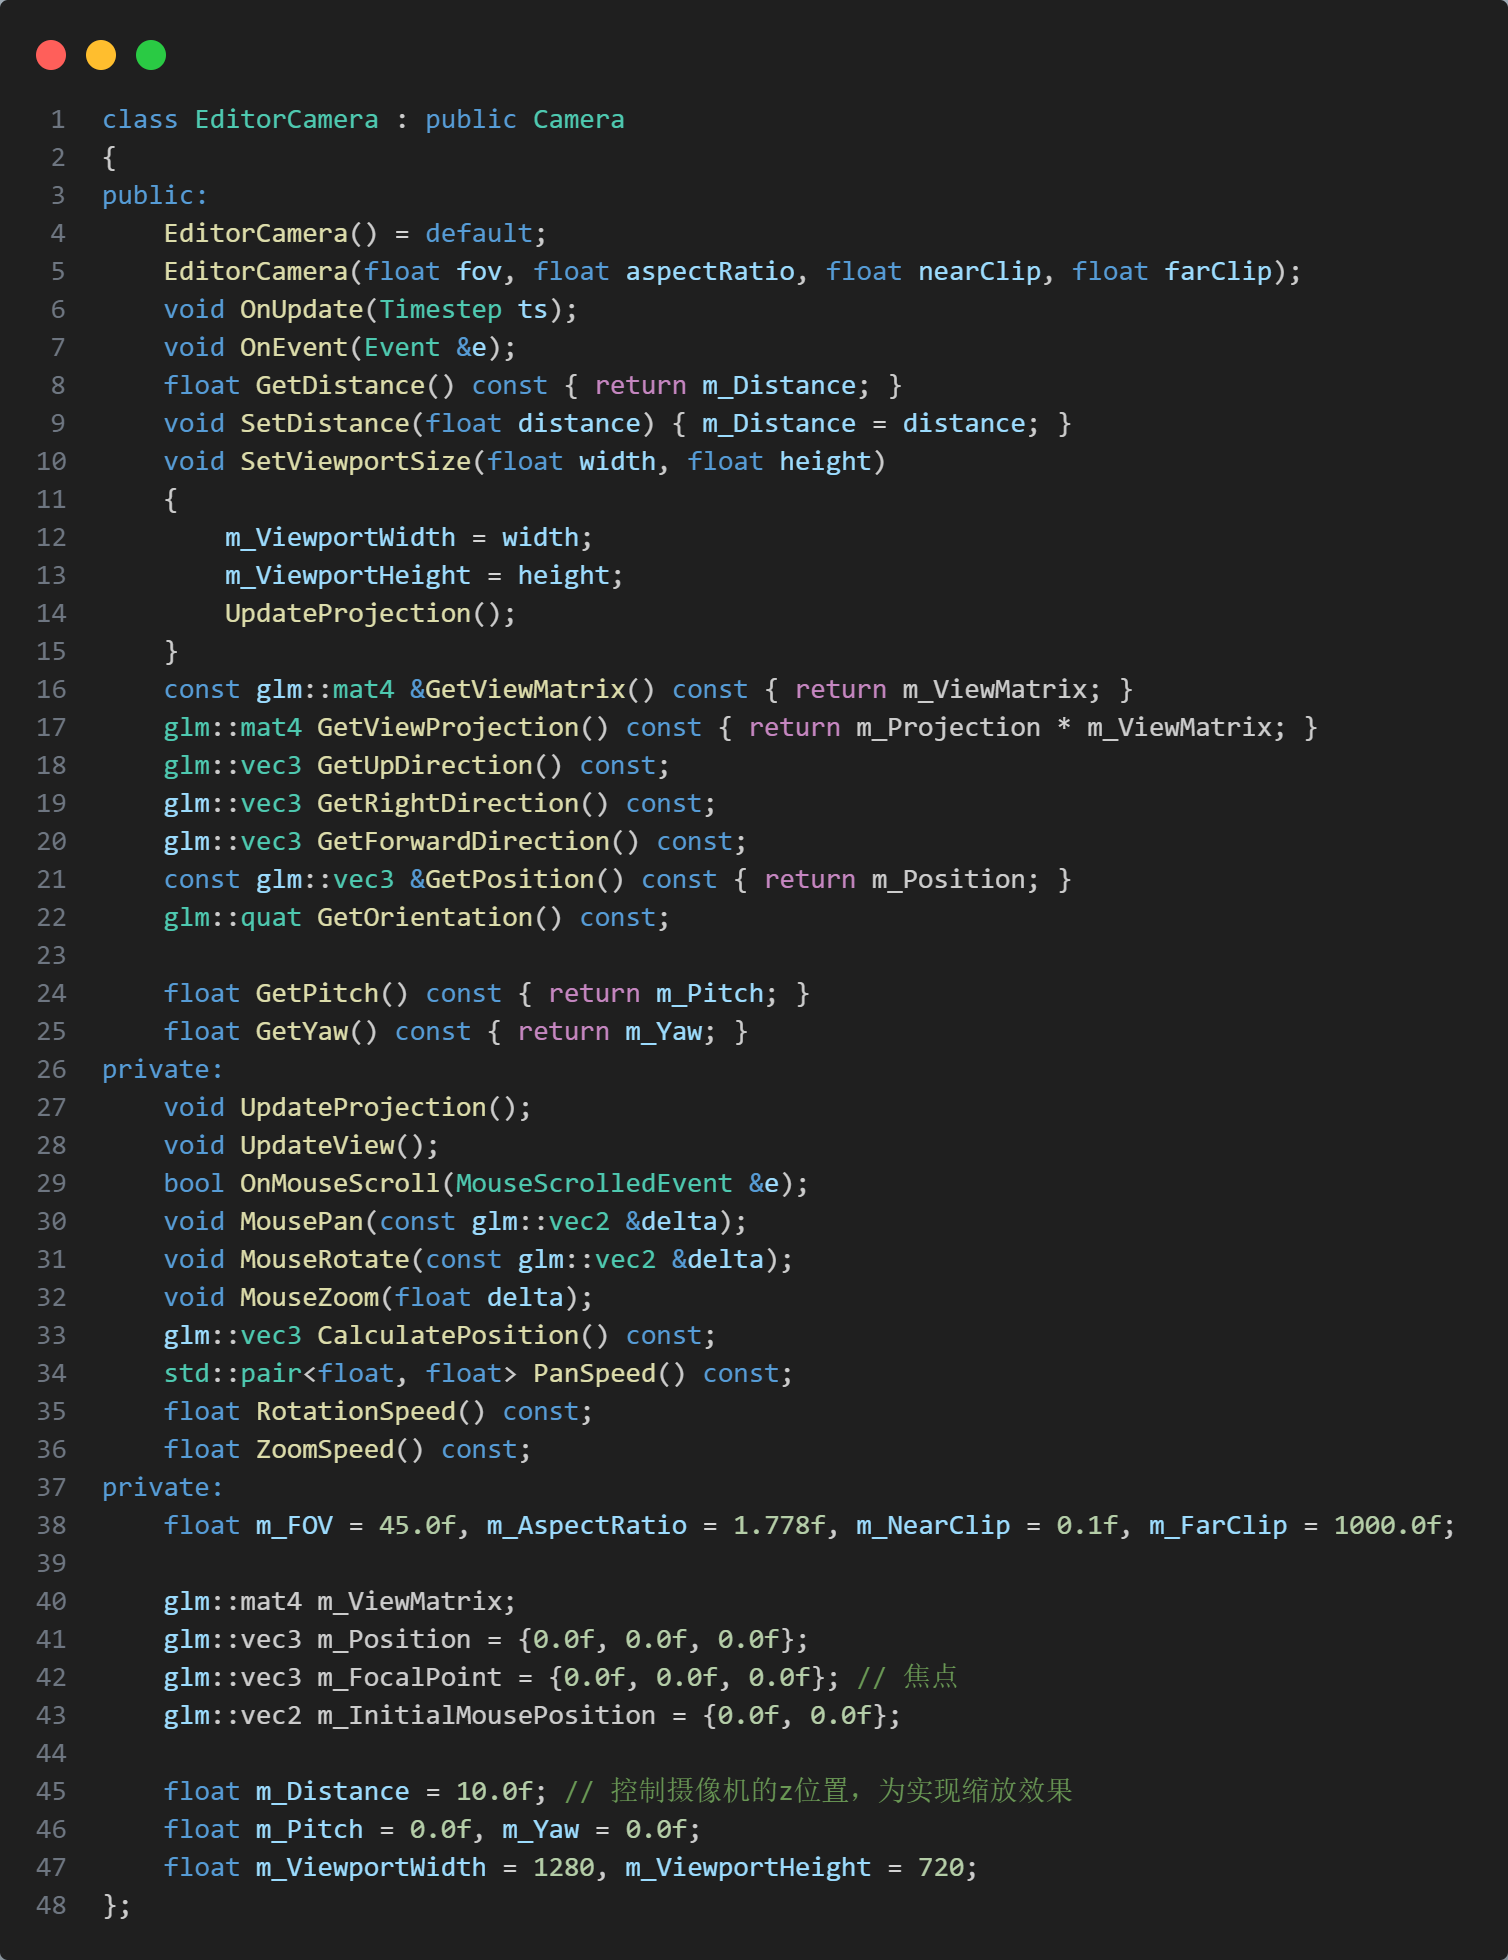 1 class EditorCamera : public Camera
2 {
3 public:
4     EditorCamera() = default;
5     EditorCamera(float fov, float aspectRatio, float nearClip, float farClip);
6     void OnUpdate(Timestep ts);
7     void OnEvent(Event &e);
8     float GetDistance() const { return m_Distance; }
9     void SetDistance(float distance) { m_Distance = distance; }
10     void SetViewportSize(float width, float height)
11     {
12         m_ViewportWidth = width;
13         m_ViewportHeight = height;
14         UpdateProjection();
15     }
16     const glm::mat4 &GetViewMatrix() const { return m_ViewMatrix; }
17     glm::mat4 GetViewProjection() const { return m_Projection * m_ViewMatrix; }
18     glm::vec3 GetUpDirection() const;
19     glm::vec3 GetRightDirection() const;
20     glm::vec3 GetForwardDirection() const;
21     const glm::vec3 &GetPosition() const { return m_Position; }
22     glm::quat GetOrientation() const;
23
24     float GetPitch() const { return m_Pitch; }
25     float GetYaw() const { return m_Yaw; }
26 private:
27     void UpdateProjection();
28     void UpdateView();
29     bool OnMouseScroll(MouseScrolledEvent &e);
30     void MousePan(const glm::vec2 &delta);
31     void MouseRotate(const glm::vec2 &delta);
32     void MouseZoom(float delta);
33     glm::vec3 CalculatePosition() const;
34     std::pair<float, float> PanSpeed() const;
35     float RotationSpeed() const;
36     float ZoomSpeed() const;
37 private:
38     float m_FOV = 45.0f, m_AspectRatio = 1.778f, m_NearClip = 0.1f, m_FarClip = 1000.0f;
39
40     glm::mat4 m_ViewMatrix;
41     glm::vec3 m_Position = {0.0f, 0.0f, 0.0f};
42     glm::vec3 m_FocalPoint = {0.0f, 0.0f, 0.0f}; // 焦点
43     glm::vec2 m_InitialMousePosition = {0.0f, 0.0f};
44
45     float m_Distance = 10.0f; // 控制摄像机的z位置，为实现缩放效果
46     float m_Pitch = 0.0f, m_Yaw = 0.0f;
47     float m_ViewportWidth = 1280, m_ViewportHeight = 720;
48 };